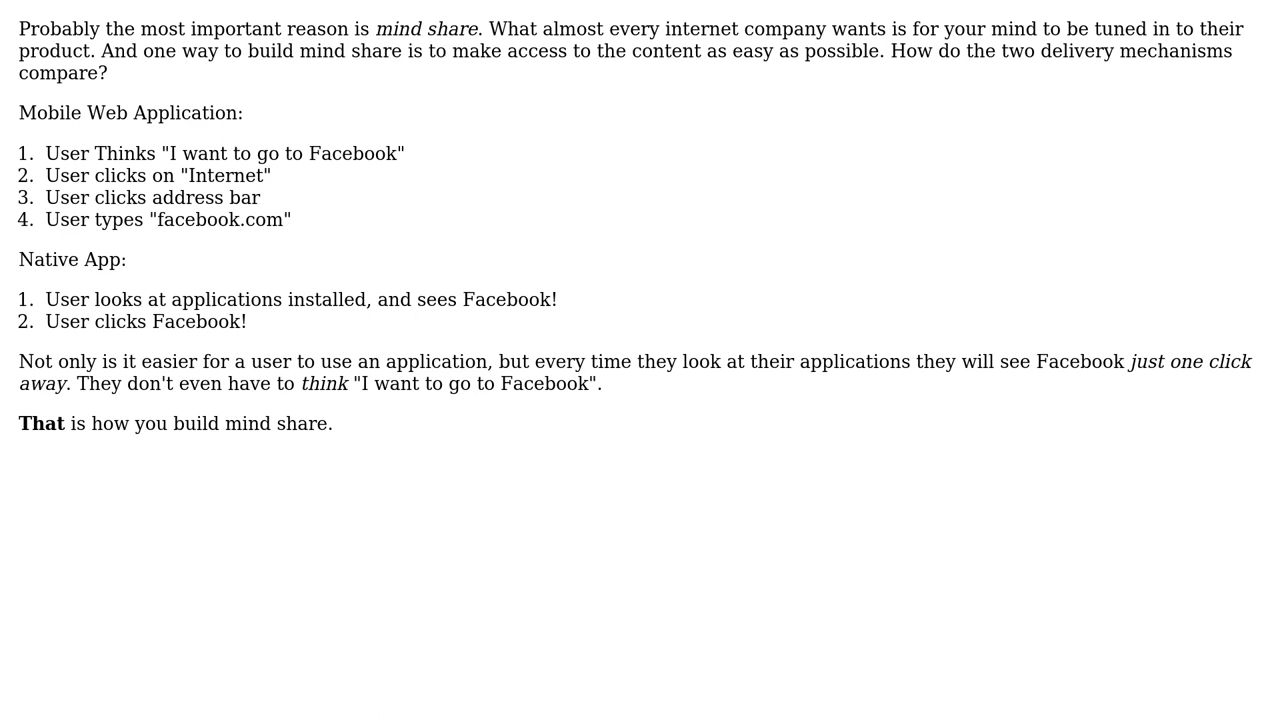 Probably the most important reason is mind share. What almost every internet company wants is for your mind to be tuned in to their
product. And one way to build mind share is to make access to the content as easy as possible. How do the two delivery mechanisms
compare?
Mobile Web Application:
1. User Thinks "I want to go to Facebook"
2. User clicks on "Internet"
3. User clicks address bar
4. User types "facebook.com"
Native App:
1. User looks at applications installed, and sees Facebook!
2. User clicks Facebook!
Not only is it easier for a user to use an application, but every time they look at their applications they will see Facebook just one click
away. They don't even have to think "I want to go to Facebook".
That is how you build mind share.